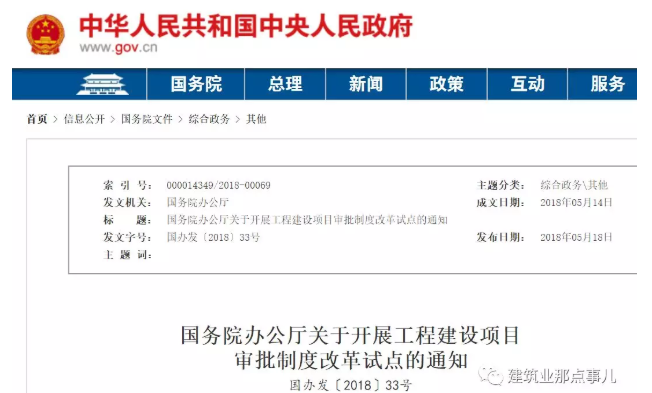 中华人民共和国中央人民政府
www.gov.cn
国务院 总理 新闻 政策 互动 服务
首页 > 信息公开 > 国务院文件 > 综合政务 > 其他
索 引 号： 000014349/2018-00069 主题分类： 综合政务\其他
发文机关： 国务院办公厅 成文日期： 2018年05月14日
标 题： 国务院办公厅关于开展工程建设项目审批制度改革试点的通知
发文字号： 国办发〔2018〕33号 发布日期： 2018年05月18日
主 题 词：
国务院办公厅关于开展工程建设项目
审批制度改革试点的通知
国办发〔2018〕33号
建筑业那点事儿